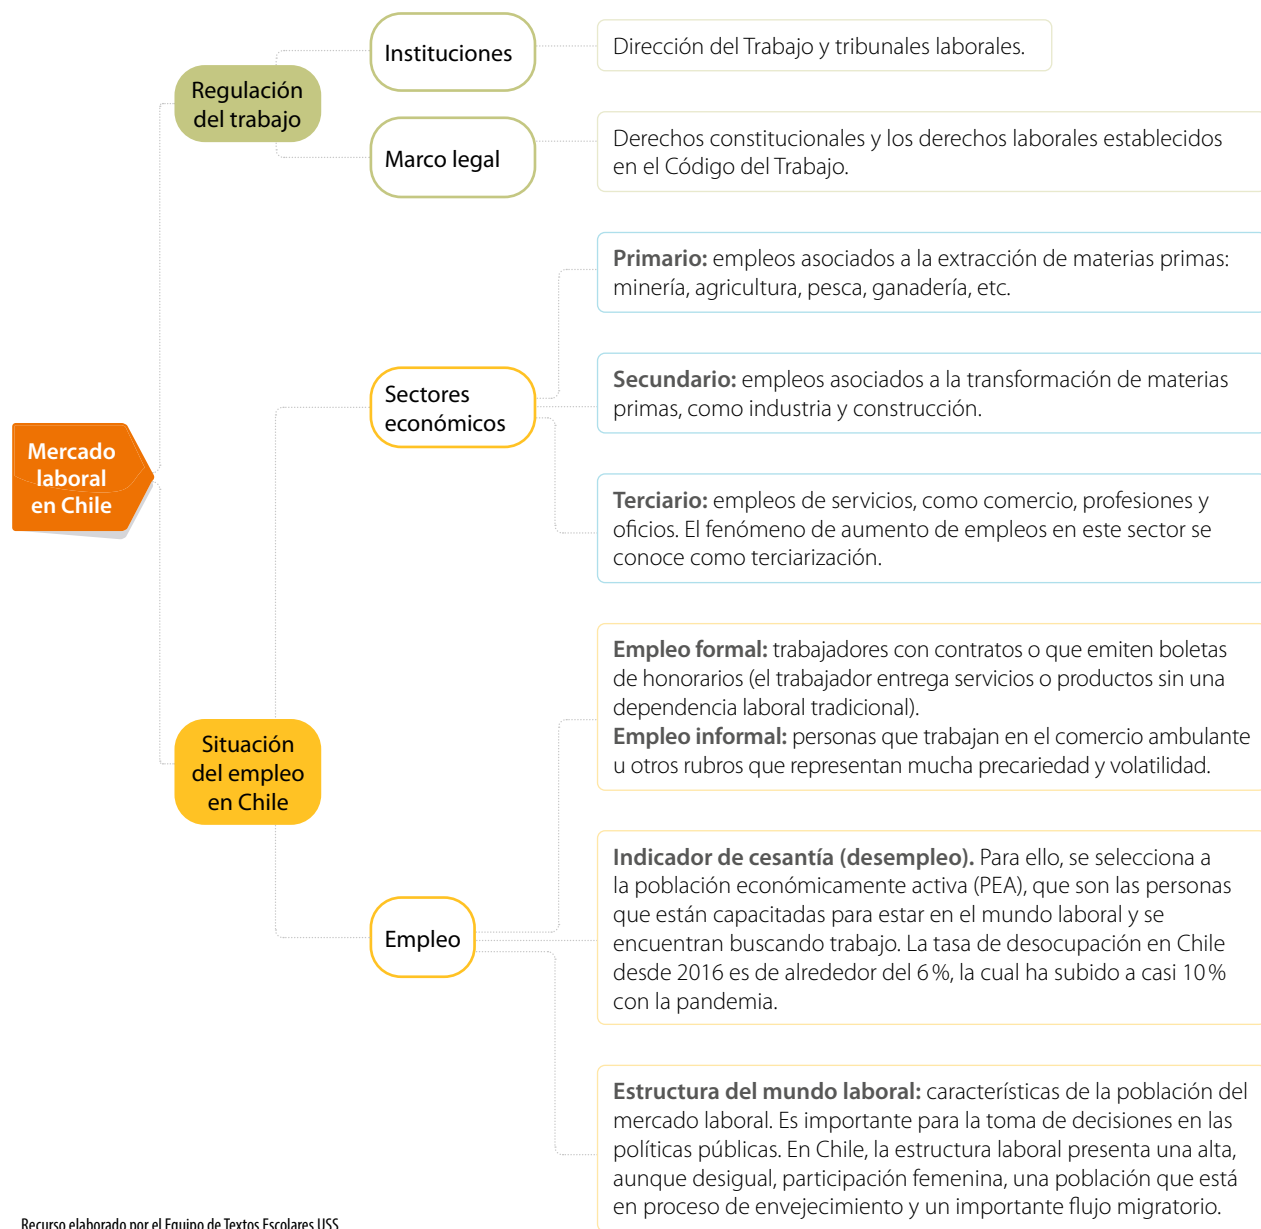 Mercado
laboral
en Chile
Regulación
del trabajo
Instituciones
Dirección del Trabajo y tribunales laborales.
Marco legal
Derechos constitucionales y los derechos laborales establecidos
en el Código del Trabajo.
Situación
del empleo
en Chile
Sectores
económicos
Primario: empleos asociados a la extracción de materias primas:
minería, agricultura, pesca, ganadería, etc.
Secundario: empleos asociados a la transformación de materias
primas, como industria y construcción.
Terciario: empleos de servicios, como comercio, profesiones y
oficios. El fenómeno de aumento de empleos en este sector se
conoce como terciarización.
Empleo
Empleo formal: trabajadores con contratos o que emiten boletas
de honorarios (el trabajador entrega servicios o productos sin una
dependencia laboral tradicional).
Empleo informal: personas que trabajan en el comercio ambulante
u otros rubros que representan mucha precariedad y volatilidad.
Indicador de cesantía (desempleo). Para ello, se selecciona a
la población económicamente activa (PEA), que son las personas
que están capacitadas para estar en el mundo laboral y se
encuentran buscando trabajo. La tasa de desocupación en Chile
desde 2016 es de alrededor del 6 %, la cual ha subido a casi 10 %
con la pandemia.
Estructura del mundo laboral: características de la población del
mercado laboral. Es importante para la toma de decisiones en las
políticas públicas. En Chile, la estructura laboral presenta una alta,
aunque desigual, participación femenina, una población que está
en proceso de envejecimiento y un importante flujo migratorio.
Recurso elaborado por el Equipo de Textos Escolares USS